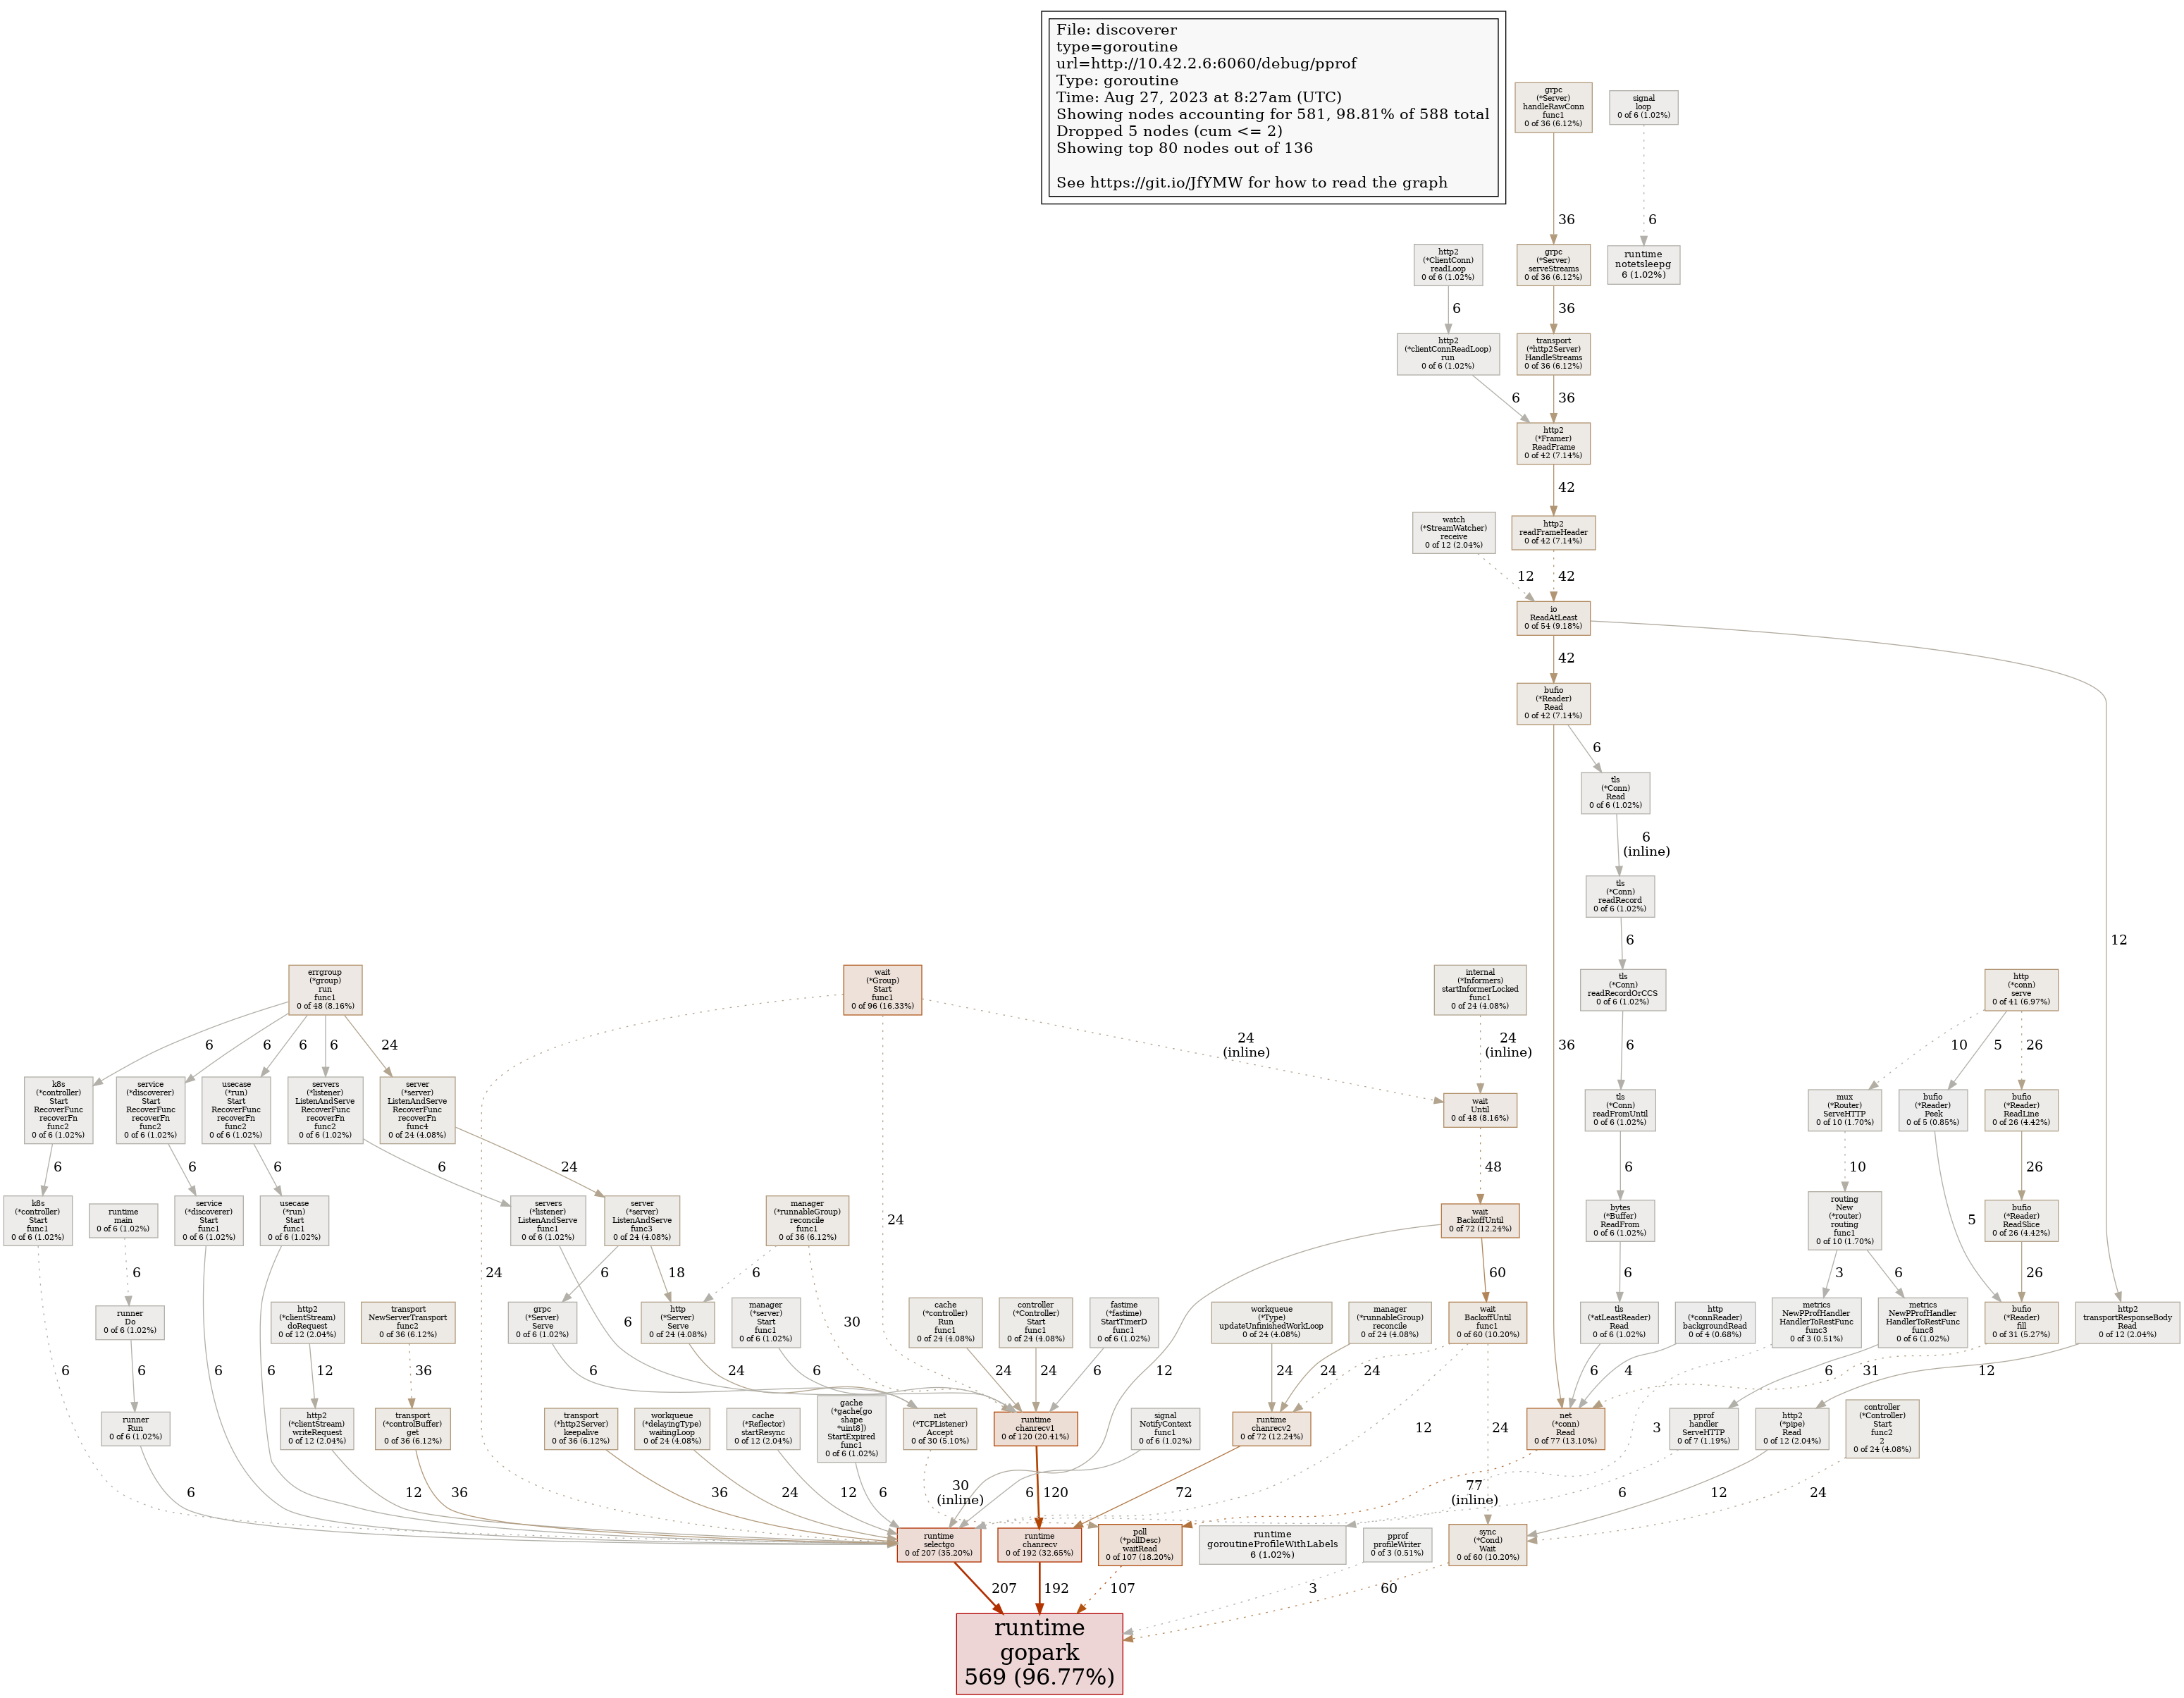 File: discoverer
type=goroutine
url=http://10.42.2.6:6060/debug/pprof
Type: goroutine
Time: Aug 27, 2023 at 8:27am (UTC)
Showing nodes accounting for 581, 98.81% of 588 total
Dropped 5 nodes (cum <= 2)
Showing top 80 nodes out of 136
See https://git.io/JfYMW for how to read the graph
grpc
(*Server)
handleRawConn
func1
0 of 36 (6.12%)
signal
loop
0 of 6 (1.02%)
36
6
http2
(*ClientConn)
readLoop
0 of 6 (1.02%)
grpc
(*Server)
serveStreams
0 of 36 (6.12%)
runtime
notetsleepg
6 (1.02%)
6
36
http2
(*clientConnReadLoop)
run
0 of 6 (1.02%)
transport
(*http2Server)
HandleStreams
0 of 36 (6.12%)
6
36
http2
(*Framer)
ReadFrame
0 of 42 (7.14%)
42
watch
(*StreamWatcher)
receive
0 of 12 (2.04%)
http2
readFrameHeader
0 of 42 (7.14%)
12
42
io
ReadAtLeast
0 of 54 (9.18%)
42
bufio
(*Reader)
Read
0 of 42 (7.14%)
6
tls
(*Conn)
Read
0 of 6 (1.02%)
6
(inline)
tls
(*Conn)
readRecord
0 of 6 (1.02%)
6
12
errgroup
(*group)
run
func1
0 of 48 (8.16%)
wait
(*Group)
Start
func1
0 of 96 (16.33%)
internal
(*Informers)
startInformerLocked
func1
0 of 24 (4.08%)
tls
(*Conn)
readRecordOrCCS
0 of 6 (1.02%)
http
(*conn)
serve
0 of 41 (6.97%)
6
6
6
6
24
24
(inline)
24
(inline)
36
6
10
5
26
k8s
(*controller)
Start
RecoverFunc
recoverFn
func2
0 of 6 (1.02%)
service
(*discoverer)
Start
RecoverFunc
recoverFn
func2
0 of 6 (1.02%)
usecase
(*run)
Start
RecoverFunc
recoverFn
func2
0 of 6 (1.02%)
servers
(*listener)
ListenAndServe
RecoverFunc
recoverFn
func2
0 of 6 (1.02%)
server
(*server)
ListenAndServe
RecoverFunc
recoverFn
func4
0 of 24 (4.08%)
wait
Until
0 of 48 (8.16%)
tls
(*Conn)
readFromUntil
0 of 6 (1.02%)
mux
(*Router)
ServeHTTP
0 of 10 (1.70%)
bufio
(*Reader)
Peek
0 of 5 (0.85%)
bufio
(*Reader)
ReadLine
0 of 26 (4.42%)
6
6
6
6
24
48
6
10
26
k8s
(*controller)
Start
func1
0 of 6 (1.02%)
runtime
main
0 of 6 (1.02%)
service
(*discoverer)
Start
func1
0 of 6 (1.02%)
usecase
(*run)
Start
func1
0 of 6 (1.02%)
servers
(*listener)
ListenAndServe
func1
0 of 6 (1.02%)
server
(*server)
ListenAndServe
func3
0 of 24 (4.08%)
manager
(*runnableGroup)
reconcile
func1
0 of 36 (6.12%)
24
wait
BackoffUntil
0 of 72 (12.24%)
bytes
(*Buffer)
ReadFrom
0 of 6 (1.02%)
routing
New
(*router)
routing
func1
0 of 10 (1.70%)
5
bufio
(*Reader)
ReadSlice
0 of 26 (4.42%)
6
24
6
18
6
60
6
3
6
26
runner
Do
0 of 6 (1.02%)
http2
(*clientStream)
doRequest
0 of 12 (2.04%)
transport
NewServerTransport
func2
0 of 36 (6.12%)
grpc
(*Server)
Serve
0 of 6 (1.02%)
http
(*Server)
Serve
0 of 24 (4.08%)
manager
(*server)
Start
func1
0 of 6 (1.02%)
cache
(*controller)
Run
func1
0 of 24 (4.08%)
controller
(*Controller)
Start
func1
0 of 24 (4.08%)
fastime
(*fastime)
StartTimerD
func1
0 of 6 (1.02%)
workqueue
(*Type)
updateUnfinishedWorkLoop
0 of 24 (4.08%)
manager
(*runnableGroup)
reconcile
0 of 24 (4.08%)
wait
BackoffUntil
func1
0 of 60 (10.20%)
tls
(*atLeastReader)
Read
0 of 6 (1.02%)
http
(*connReader)
backgroundRead
0 of 4 (0.68%)
metrics
NewPProfHandler
HandlerToRestFunc
func3
0 of 3 (0.51%)
metrics
NewPProfHandler
HandlerToRestFunc
func8
0 of 6 (1.02%)
bufio
(*Reader)
fill
0 of 31 (5.27%)
http2
transportResponseBody
Read
0 of 12 (2.04%)
6
30
6
6
6
6
12
36
6
24
6
24
24
6
12
24
24
24
6
4
31
6
12
runner
Run
0 of 6 (1.02%)
http2
(*clientStream)
writeRequest
0 of 12 (2.04%)
transport
(*controlBuffer)
get
0 of 36 (6.12%)
transport
(*http2Server)
keepalive
0 of 36 (6.12%)
workqueue
(*delayingType)
waitingLoop
0 of 24 (4.08%)
cache
(*Reflector)
startResync
0 of 12 (2.04%)
gache
(*gache[go
shape
*uint8])
StartExpired
func1
0 of 6 (1.02%)
net
(*TCPListener)
Accept
0 of 30 (5.10%)
runtime
chanrecv1
0 of 120 (20.41%)
signal
NotifyContext
func1
0 of 6 (1.02%)
runtime
chanrecv2
0 of 72 (12.24%)
12
24
net
(*conn)
Read
0 of 77 (13.10%)
3
pprof
handler
ServeHTTP
0 of 7 (1.19%)
http2
(*pipe)
Read
0 of 12 (2.04%)
controller
(*Controller)
Start
func2
2
0 of 24 (4.08%)
6
12
36
36
24
12
6
30
(inline)
6
120
72
77
(inline)
6
12
24
runtime
selectgo
0 of 207 (35.20%)
runtime
chanrecv
0 of 192 (32.65%)
poll
(*pollDesc)
waitRead
0 of 107 (18.20%)
runtime
goroutineProfileWithLabels
6 (1.02%)
pprof
profileWriter
0 of 3 (0.51%)
sync
(*Cond)
Wait
0 of 60 (10.20%)
207
192
107
3
60
runtime
gopark
569 (96.77%)